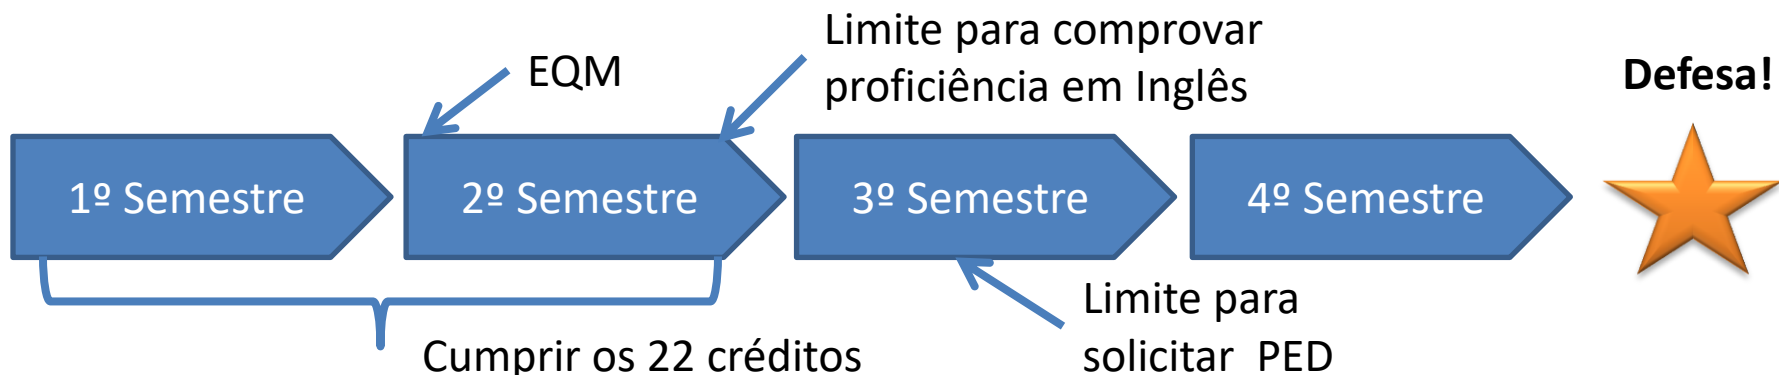 EQM
Limite para comprovar
proficiência em Inglês
Defesa!
1º Semestre
2º Semestre
3º Semestre
4º Semestre
Cumprir os 22 créditos
Limite para
solicitar PED